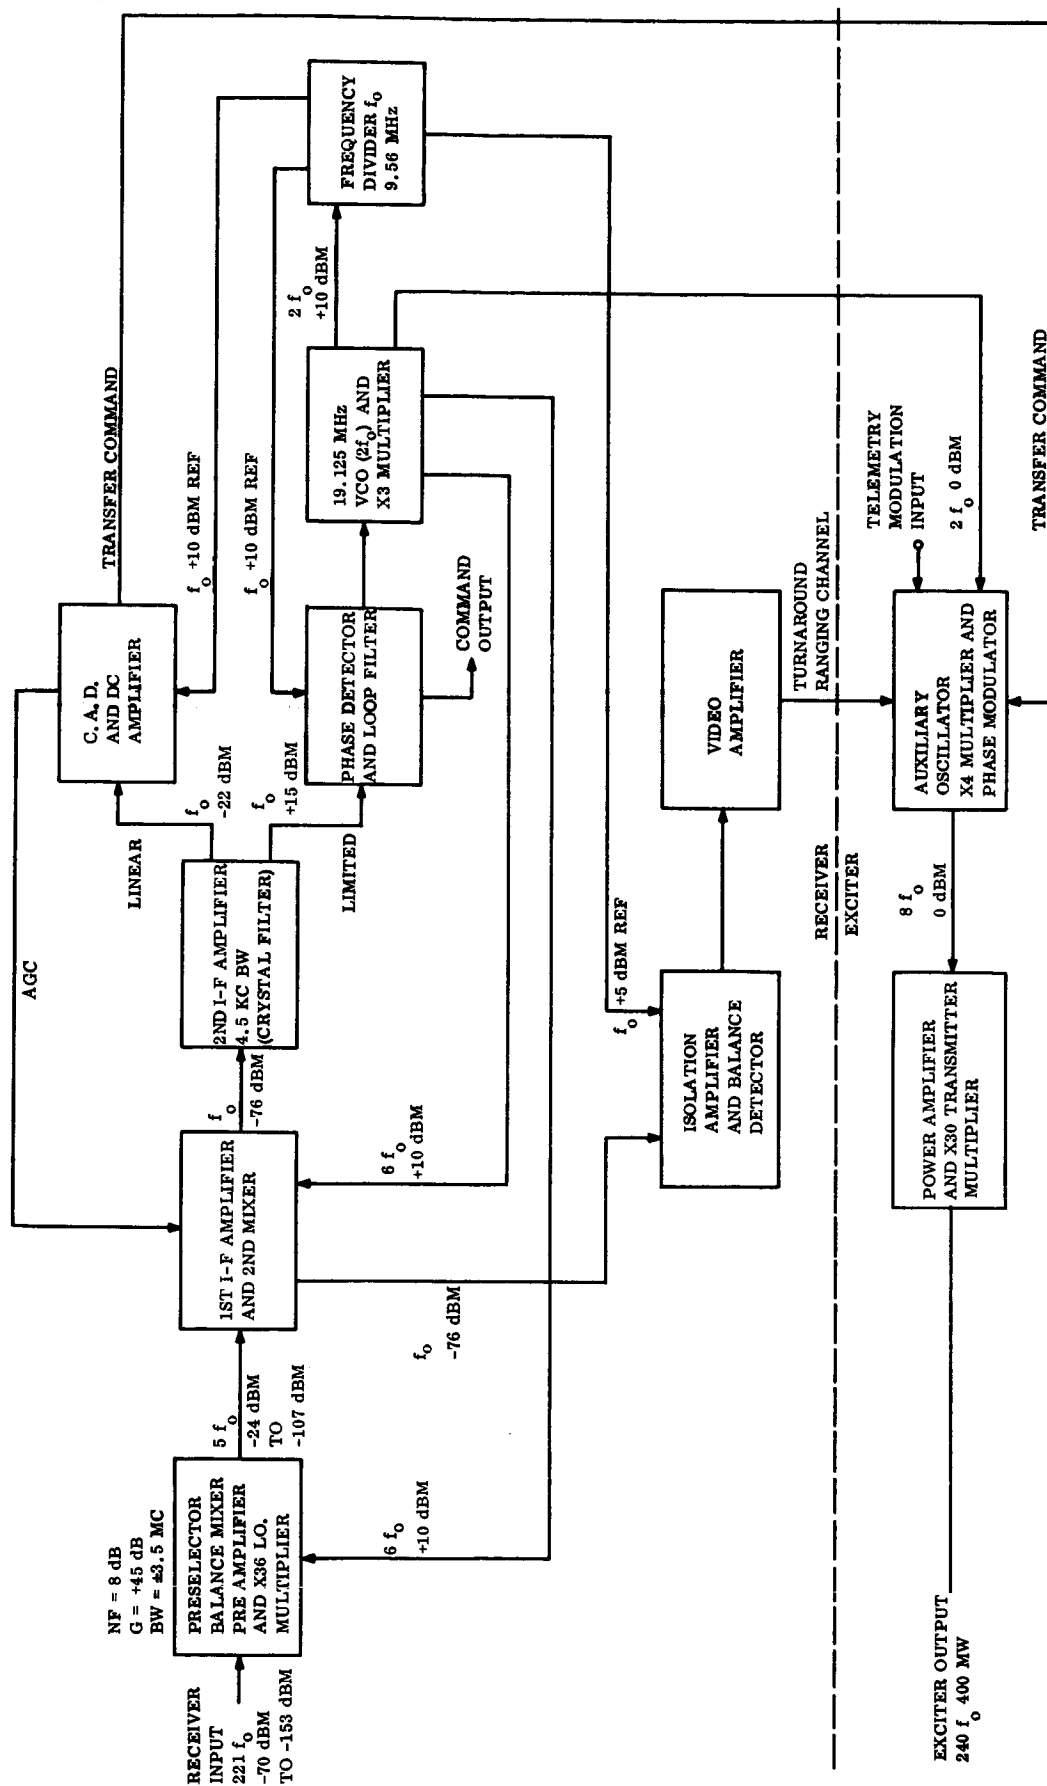 TRANSFER COMMAND
AGC
C. A. D.
AND DC
AMPLIFIER
f_o +10 dBM REF
f_o +10 dBM REF
FREQUENCY
DIVIDER f_o
9.56 MHz
2 f_o
+10 dBM
19.125 MHz
VCO (2f_o) AND
X3 MULTIPLIER
PHASE DETECTOR
AND LOOP FILTER
COMMAND
OUTPUT
LINEAR
f_o
-22 dBM
f_o
+15 dBM
LIMITED
2ND I-F AMPLIFIER
4.5 KC BW
(CRYSTAL FILTER)
f_o
-76 dBM
1ST I-F AMPLIFIER
AND 2ND MIXER
6 f_o
+10 dBM
5 f_o
-24 dBM
TO
-107 dBM
f_o
-76 dBM
NF = 8 dB
G = +45 dB
BW = ±3.5 MC
PRESELECTOR
BALANCE MIXER
PRE AMPLIFIER
AND X36 LO.
MULTIPLIER
6 f_o
+10 dBM
RECEIVER
INPUT
221 f_o
-70 dBM
TO -153 dBM
f_o +5 dBM REF
ISOLATION
AMPLIFIER
AND BALANCE
DETECTOR
VIDEO
AMPLIFIER
TURNAROUND
RANGING CHANNEL
RECEIVER
EXCITER
TELEMETRY
MODULATION
INPUT
2 f_o 0 dBM
AUXILIARY
OSCILLATOR
X4 MULTIPLIER AND
PHASE MODULATOR
TRANSFER COMMAND
8 f_o
0 dBM
POWER AMPLIFIER
AND X30 TRANSMITTER
MULTIPLIER
EXCITER OUTPUT
240 f_o 400 MW